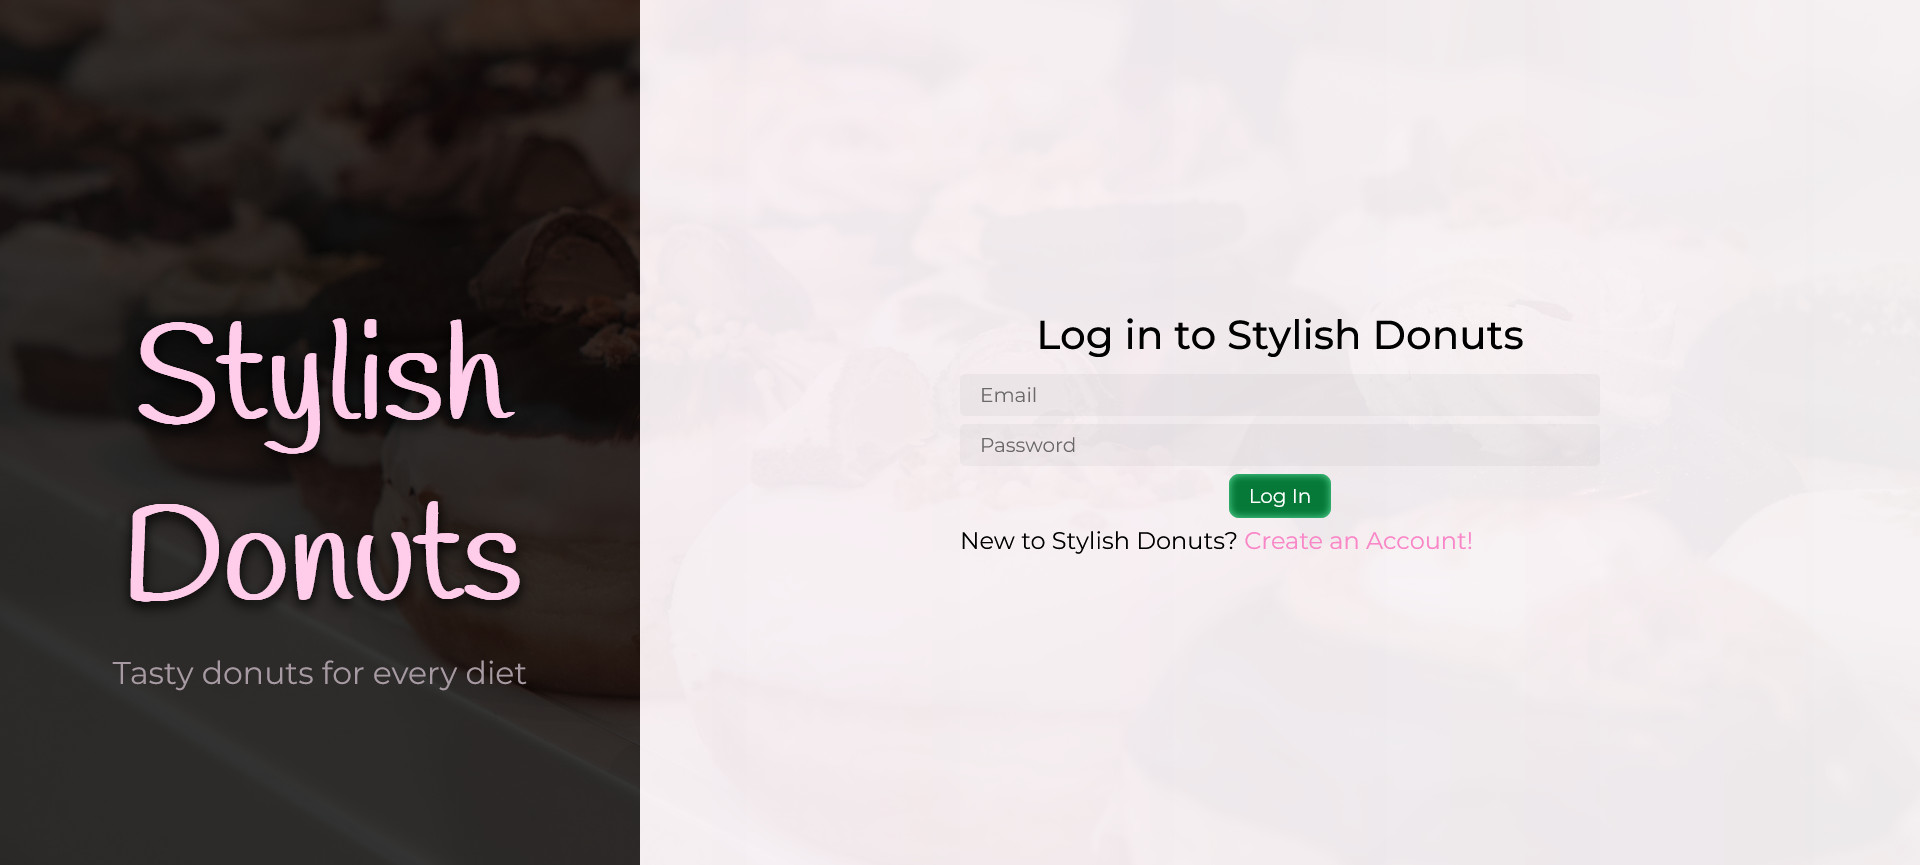 Stylish
Donuts
Tasty donuts for every diet
Log in to Stylish Donuts
Email
Password
Log In
New to Stylish Donuts? Create an Account!